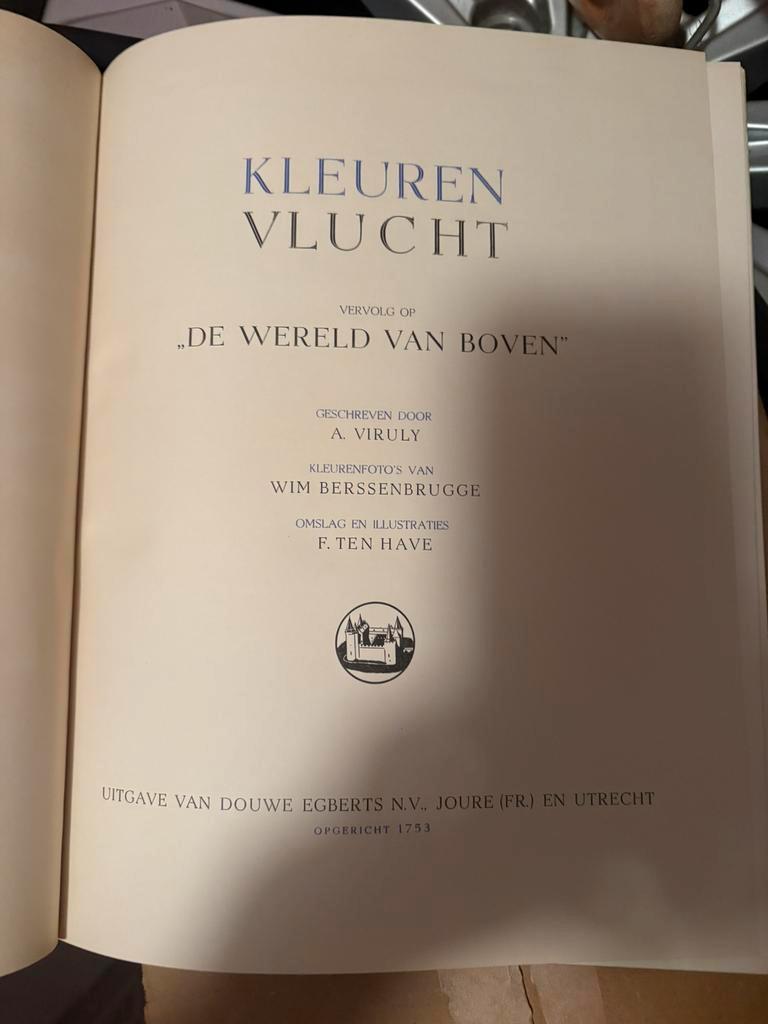 KLEUREN
VLUCHT
VERVOLG OP
„DE WERELD VAN BOVEN”
GESCHREVEN DOOR
A. VIRULY
KLEURENFOTO'S VAN
WIM BERSSENBRUGGE
OMSLAG EN ILLUSTRATIES
F. TEN HAVE
UITGAVE VAN DOUWE EGBERTS N.V., JOURE (FR.) EN UTRECHT
OPGERICHT 1753